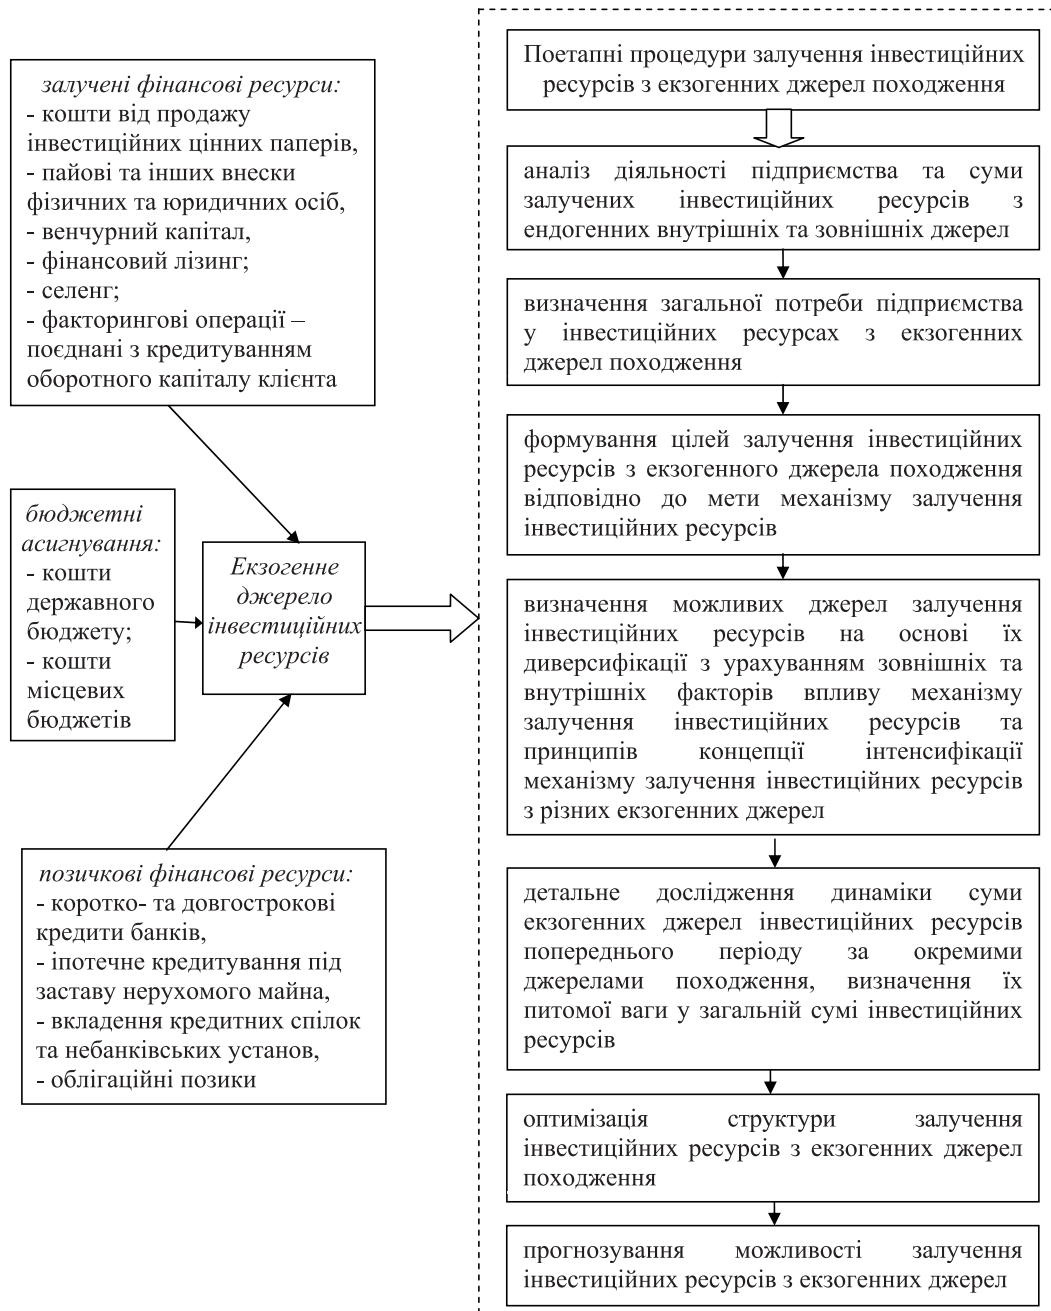 залучені фінансові ресурси:
- кошти від продажу
інвестиційних цінних паперів,
- пайові та інших внески
фізичних та юридичних осіб,
- венчурний капітал,
- фінансовий лізинг;
- селенг;
- факторингові операції –
поєднані з кредитуванням
оборотного капіталу клієнта
бюджетні
асигнування:
- кошти
державного
бюджету;
- кошти
місцевих
бюджетів
Екзогенне
джерело
інвестиційних
ресурсів
позичкові фінансові ресурси:
- коротко- та довгострокові
кредити банків,
- іпотечне кредитування під
заставу нерухомого майна,
- вкладення кредитних спілок
та небанківських установ,
- облігаційні позики
Поетапні процедури залучення інвестиційних
ресурсів з екзогенних джерел походження
аналіз діяльності підприємства та суми
залучених інвестиційних ресурсів з
ендогенних внутрішніх та зовнішніх джерел
визначення загальної потреби підприємства
у інвестиційних ресурсах з екзогенних
джерел походження
формування цілей залучення інвестиційних
ресурсів з екзогенного джерела походження
відповідно до мети механізму залучення
інвестиційних ресурсів
визначення можливих джерел залучення
інвестиційних ресурсів на основі їх
диверсифікації з урахуванням зовнішніх та
внутрішніх факторів впливу механізму
залучення інвестиційних ресурсів та
принципів концепції інтенсифікації
механізму залучення інвестиційних ресурсів
з різних екзогенних джерел
детальне дослідження динаміки суми
екзогенних джерел інвестиційних ресурсів
попереднього періоду за окремими
джерелами походження, визначення їх
питомої ваги у загальній сумі інвестиційних
ресурсів
оптимізація структури залучення
інвестиційних ресурсів з екзогенних джерел
походження
прогнозування можливості залучення
інвестиційних ресурсів з екзогенних джерел